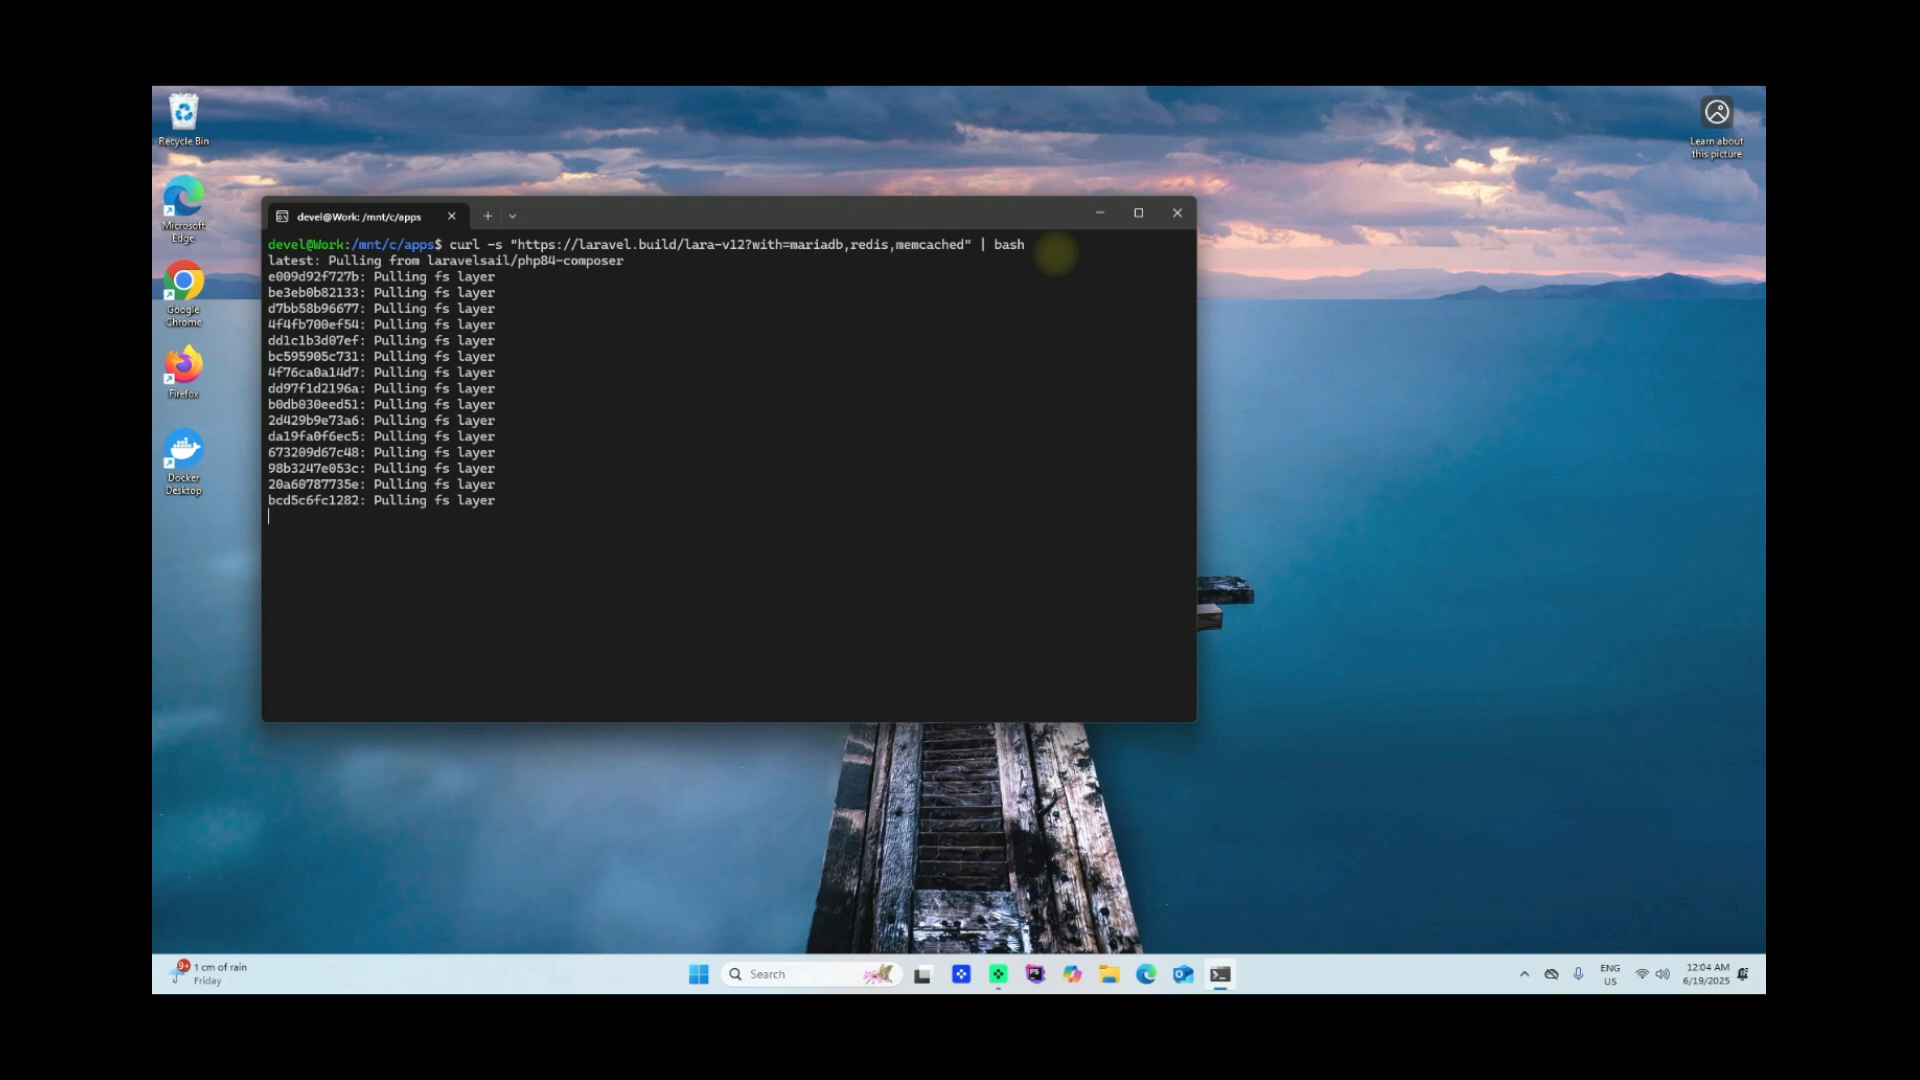 Recycle Bin
Learn about
this picture
Microsoft
Edge
Google
Chrome
Firefox
Docker
Desktop
devel@Work: /mnt/c/apps
devel@Work:/mnt/c/apps$ curl -s "https://laravel.build/lara-v12?with=mariadb,redis,memcached" | bash
latest: Pulling from laravelsail/php84-composer
e009d92f727b: Pulling fs layer
be3eb0b82133: Pulling fs layer
d7bb58b96677: Pulling fs layer
4f4fb700ef54: Pulling fs layer
dd1c1b3d07ef: Pulling fs layer
bc595905c731: Pulling fs layer
4f76ca0a14d7: Pulling fs layer
dd97f1d2196a: Pulling fs layer
b0db030eed51: Pulling fs layer
2d429b9e73a6: Pulling fs layer
da19fa0f6ec5: Pulling fs layer
673209d67c48: Pulling fs layer
98b3247e053c: Pulling fs layer
20a60787735e: Pulling fs layer
bcd5c6fc1282: Pulling fs layer
9+
1 cm of rain
Friday
Search
PS
ENG
US
12:04 AM
6/19/2025